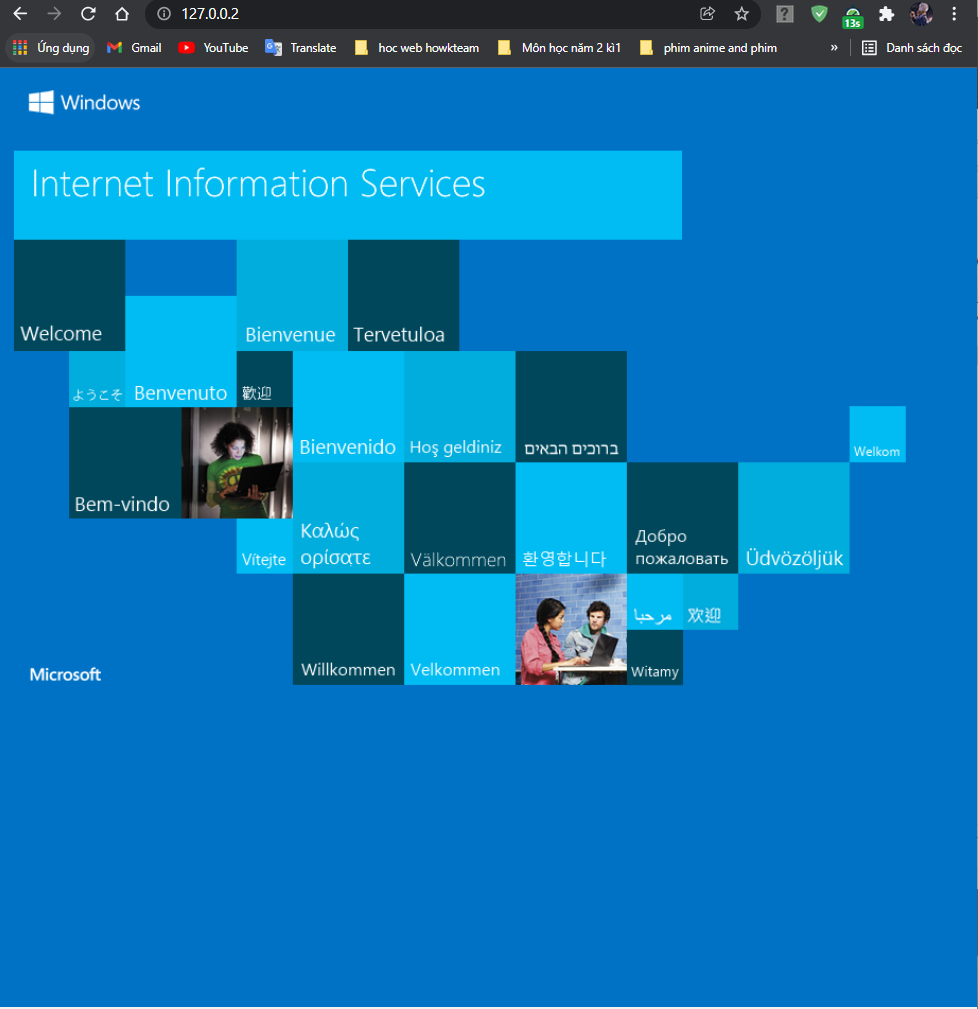 127.0.0.2
13s
Ứng dụng
Gmail
YouTube
Translate
học web howkteam
Môn học năm 2 kì1
phim anime and phim
»
Danh sách đọc
Windows
Internet Information Services
Welcome
Bienvenue
Tervetuloa
ようこそ
Benvenuto
歡迎
Bienvenido
Hoş geldiniz
ברוכים הבאים
Welkom
Bem-vindo
Vítejte
Καλώς
ορίσατε
Välkommen
환영합니다
Добро
пожаловать
Üdvözöljük
Willkommen
Velkommen
مرحبا
欢迎
Witamy
Microsoft